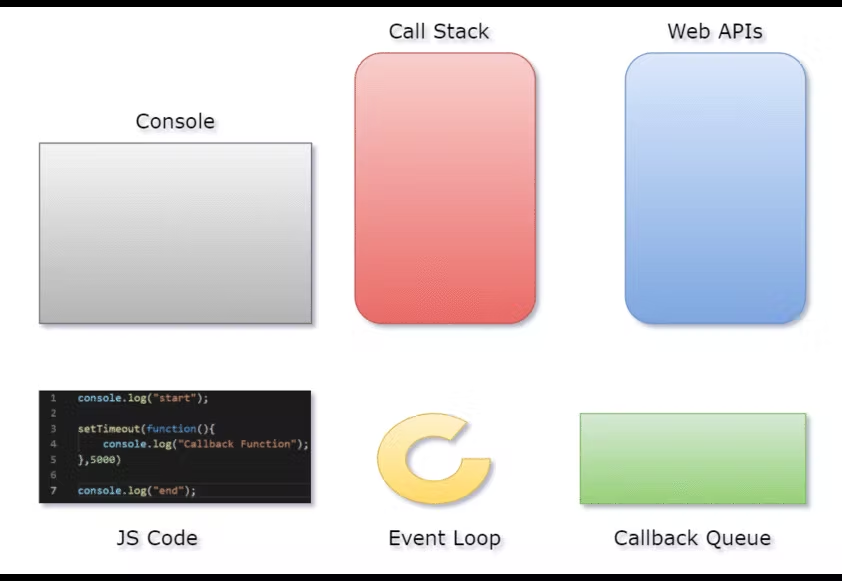 Call Stack
Web APIs
Console
1 console.log("start");
2
3 setTimeout(function(){
4 console.log("Callback Function");
5 },5000)
6
7 console.log("end");
JS Code
Event Loop
Callback Queue